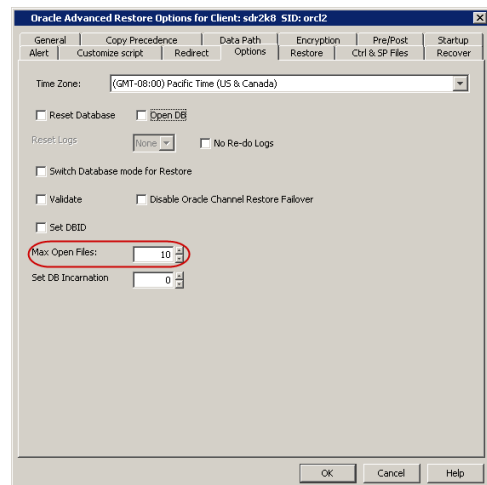 Oracle Advanced Restore Options for Client: sdr2k8 SID: orcl2
General Copy Precedence Data Path Encryption Pre/Post Startup
Alert Customize script Redirect Options Restore Ctrl & SP Files Recover
Time Zone: (GMT-08:00) Pacific Time (US & Canada)
Reset Database Open DB
Reset Logs None No Re-do Logs
Switch Database mode for Restore
Validate Disable Oracle Channel Restore Failover
Set DBID
Max Open Files: 10
Set DB Incarnation 0
OK Cancel Help